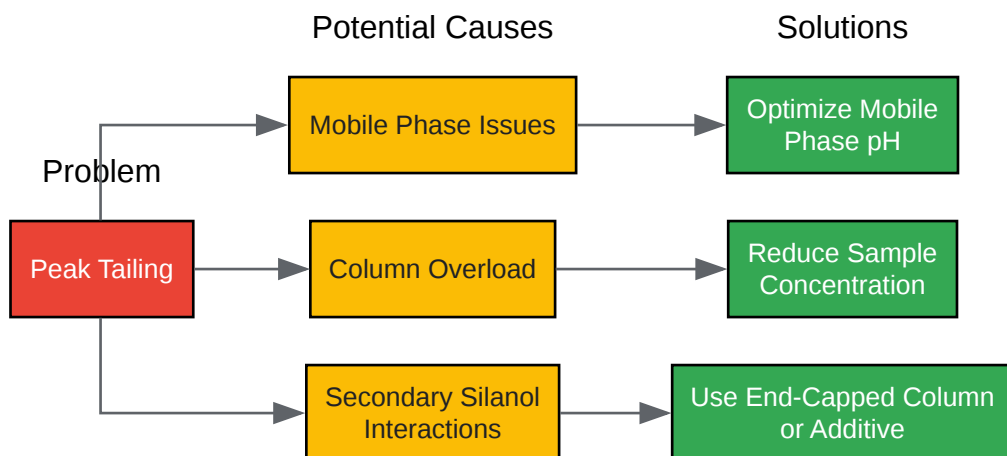 Potential Causes
Solutions
Problem
Peak Tailing
Mobile Phase Issues
Optimize Mobile
Phase pH
Column Overload
Reduce Sample
Concentration
Secondary Silanol
Interactions
Use End-Capped Column
or Additive